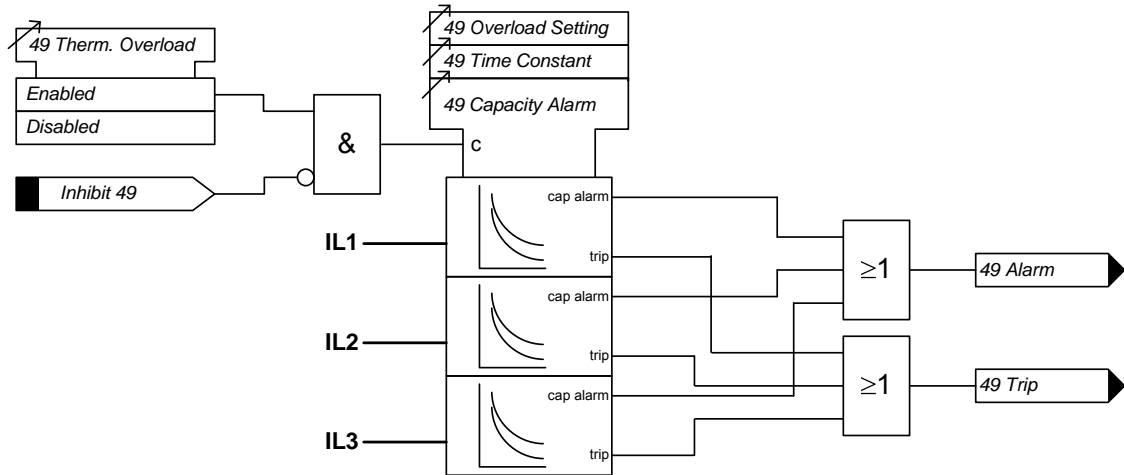 49 Therm. Overload
Enabled
Disabled
Inhibit 49
&
49 Overload Setting
49 Time Constant
49 Capacity Alarm
c
IL1
cap alarm
trip
IL2
cap alarm
trip
IL3
cap alarm
trip
≥1
49 Alarm
≥1
49 Trip